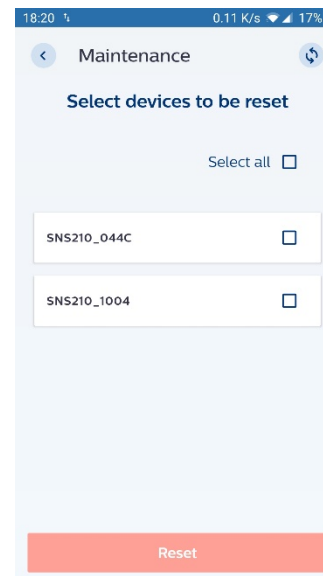 18:20 0.11 K/s 17%
Maintenance
Select devices to be reset
Select all
SNS210_044C
SNS210_1004
Reset